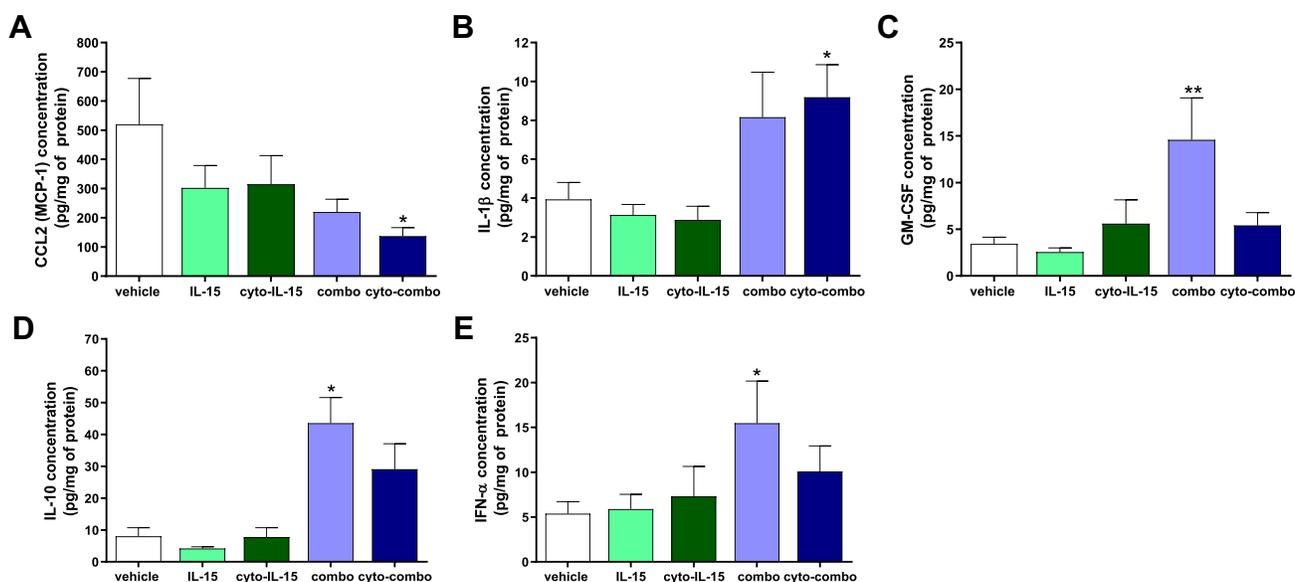 A
CCL2 (MCP-1) concentration
(pg/mg of protein)
800
700
600
500
400
300
200
100
0
*
vehicle IL-15 cyto-IL-15 combo cyto-combo
B
IL-1β concentration
(pg/mg of protein)
12
10
8
6
4
2
0
*
vehicle IL-15 cyto-IL-15 combo cyto-combo
C
GM-CSF concentration
(pg/mg of protein)
25
20
15
10
5
0
**
vehicle IL-15 cyto-IL-15 combo cyto-combo
D
IL-10 concentration
(pg/mg of protein)
70
60
50
40
30
20
10
0
*
vehicle IL-15 cyto-IL-15 combo cyto-combo
E
IFN-α concentration
(pg/mg of protein)
25
20
15
10
5
0
*
vehicle IL-15 cyto-IL-15 combo cyto-combo